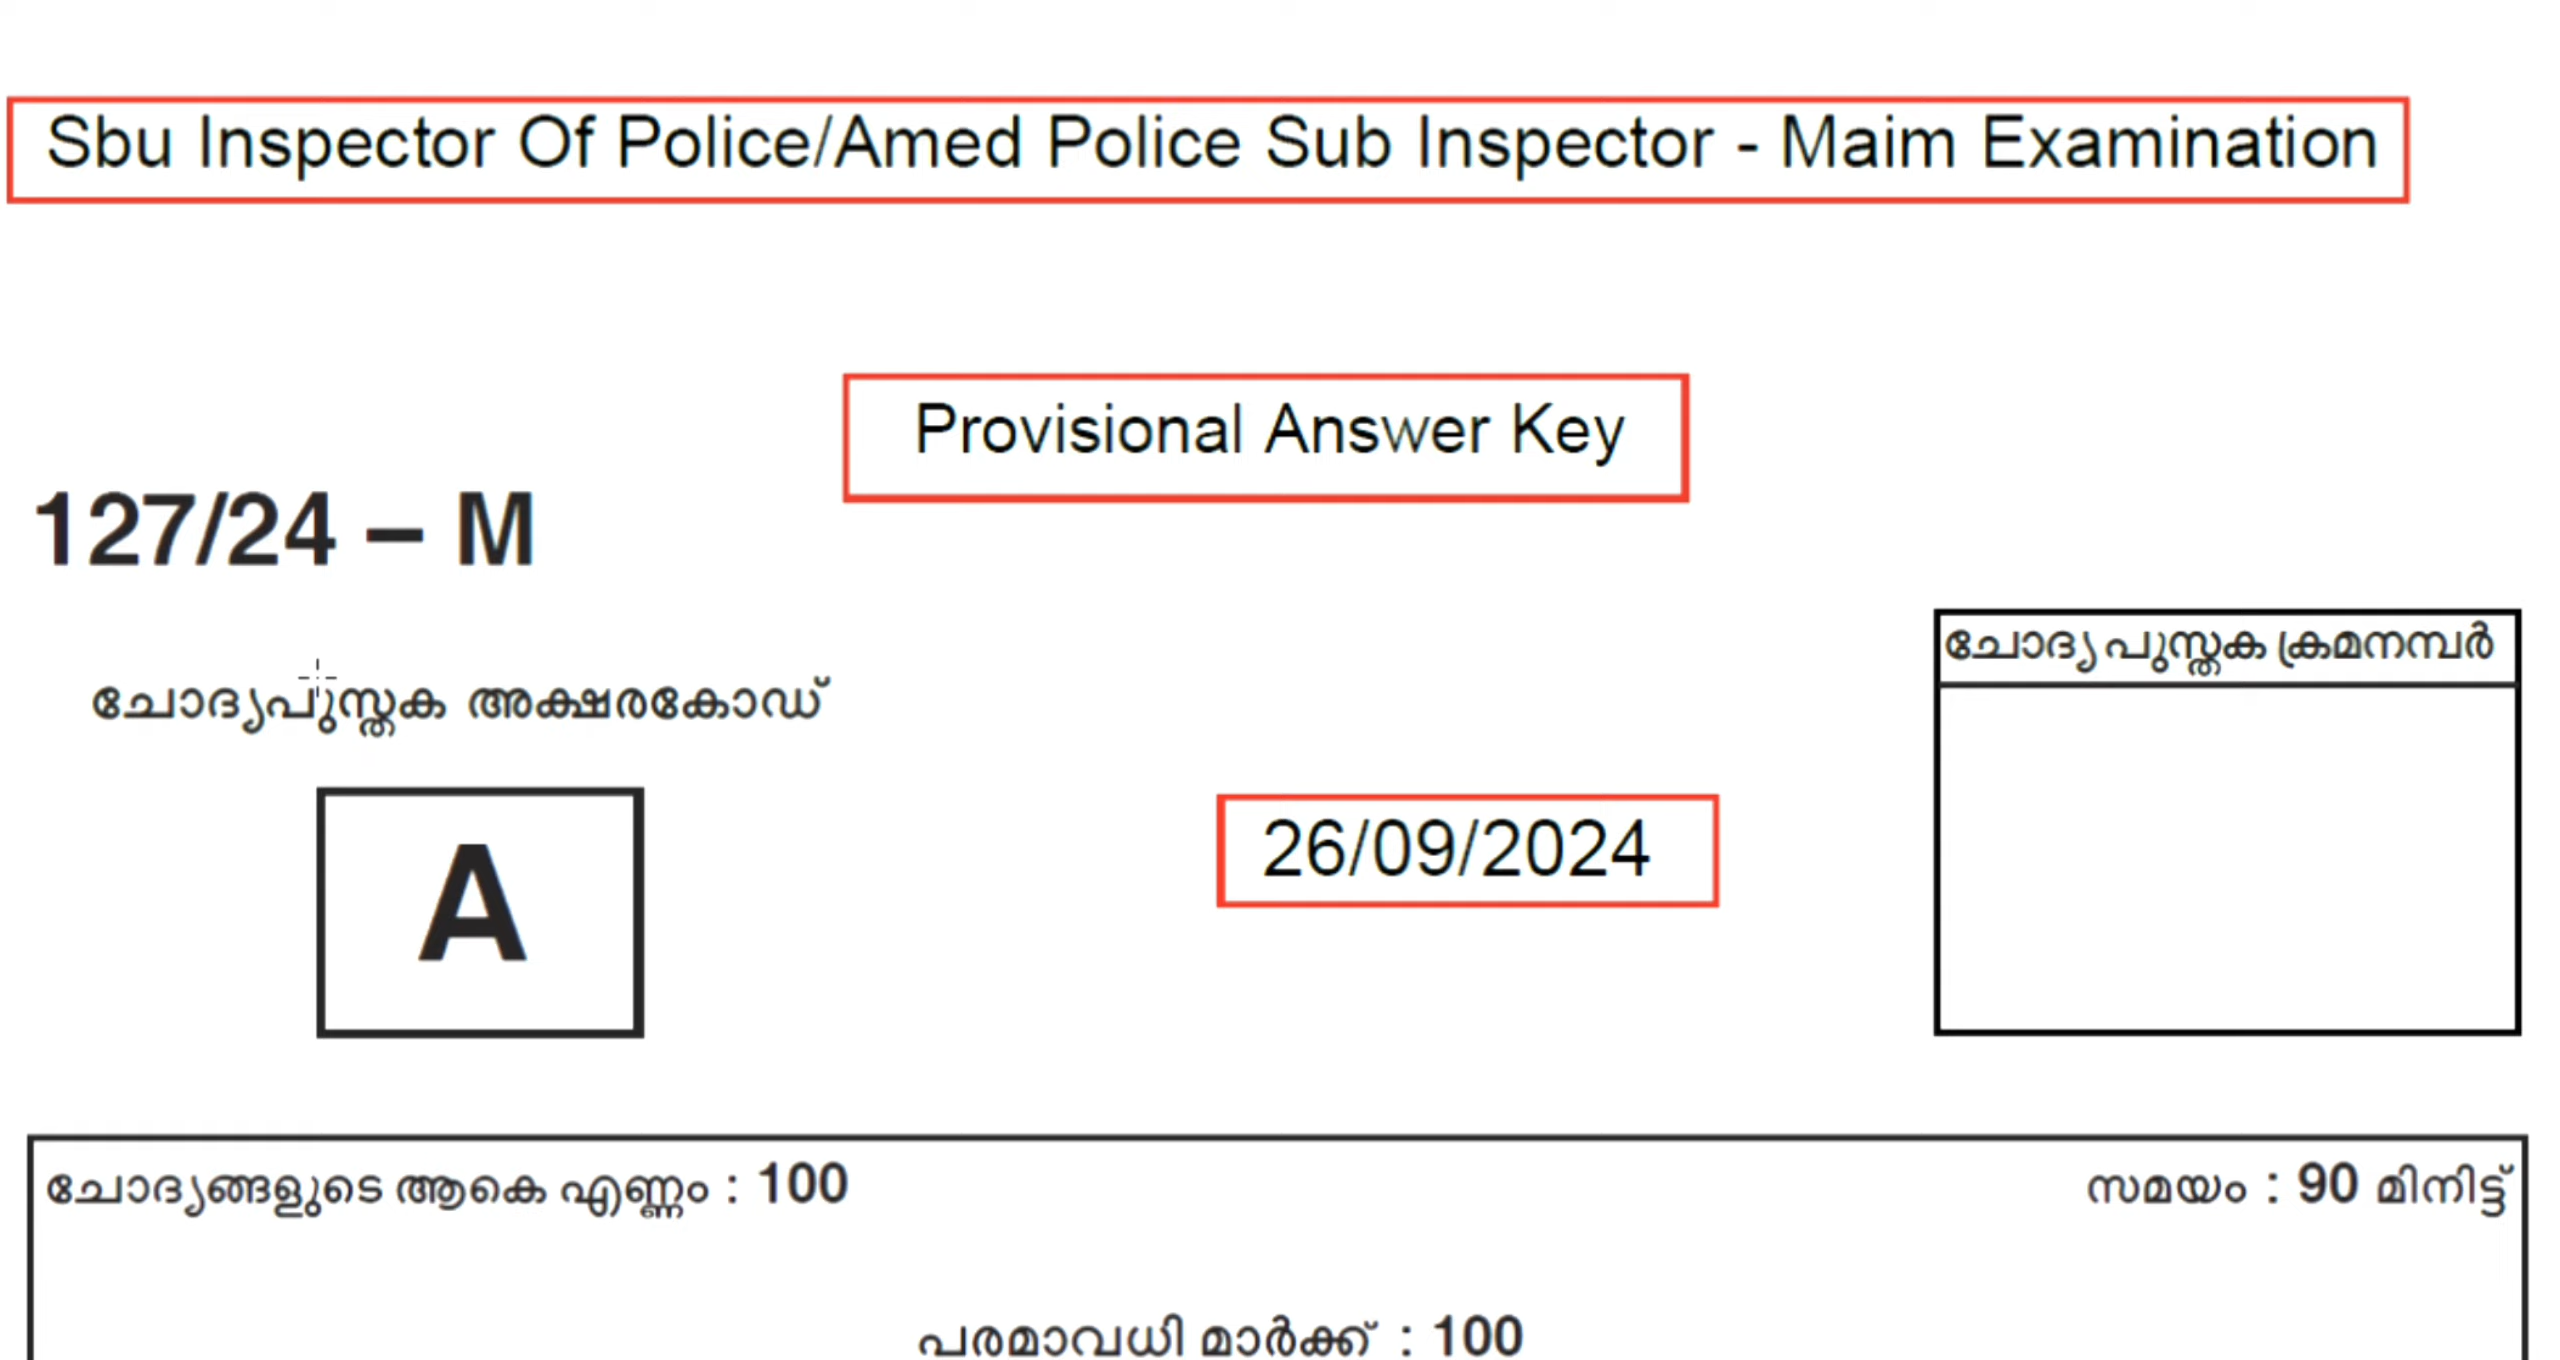 Sbu Inspector Of Police/Amed Police Sub Inspector - Maim Examination
Provisional Answer Key
127/24 – M
ചോദ്യപുസ്തക അക്ഷരകോഡ്
ചോദ്യപുസ്തക ക്രമനമ്പർ
A
26/09/2024
ചോദ്യങ്ങളുടെ ആകെ എണ്ണം : 100
സമയം : 90 മിനിട്ട്
പരമാവധി മാർക്ക് : 100